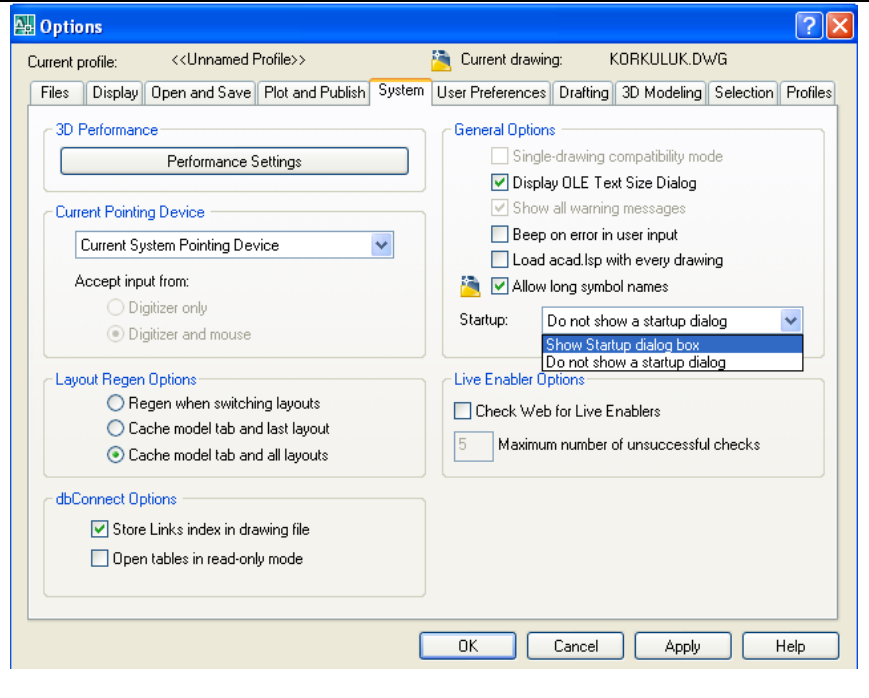 Options
Current profile: <<Unnamed Profile>> Current drawing: KORKULUK.DWG
Files Display Open and Save Plot and Publish System User Preferences Drafting 3D Modeling Selection Profiles
3D Performance
Performance Settings
Current Pointing Device
Current System Pointing Device
Accept input from:
Digitizer only
Digitizer and mouse
Layout Regen Options
Regen when switching layouts
Cache model tab and last layout
Cache model tab and all layouts
dbConnect Options
Store Links index in drawing file
Open tables in read-only mode
General Options
Single-drawing compatibility mode
Display OLE Text Size Dialog
Show all warning messages
Beep on error in user input
Load acad.lsp with every drawing
Allow long symbol names
Startup: Do not show a startup dialog
Show Startup dialog box
Do not show a startup dialog
Live Enabler Options
Check Web for Live Enablers
5 Maximum number of unsuccessful checks
OK Cancel Apply Help